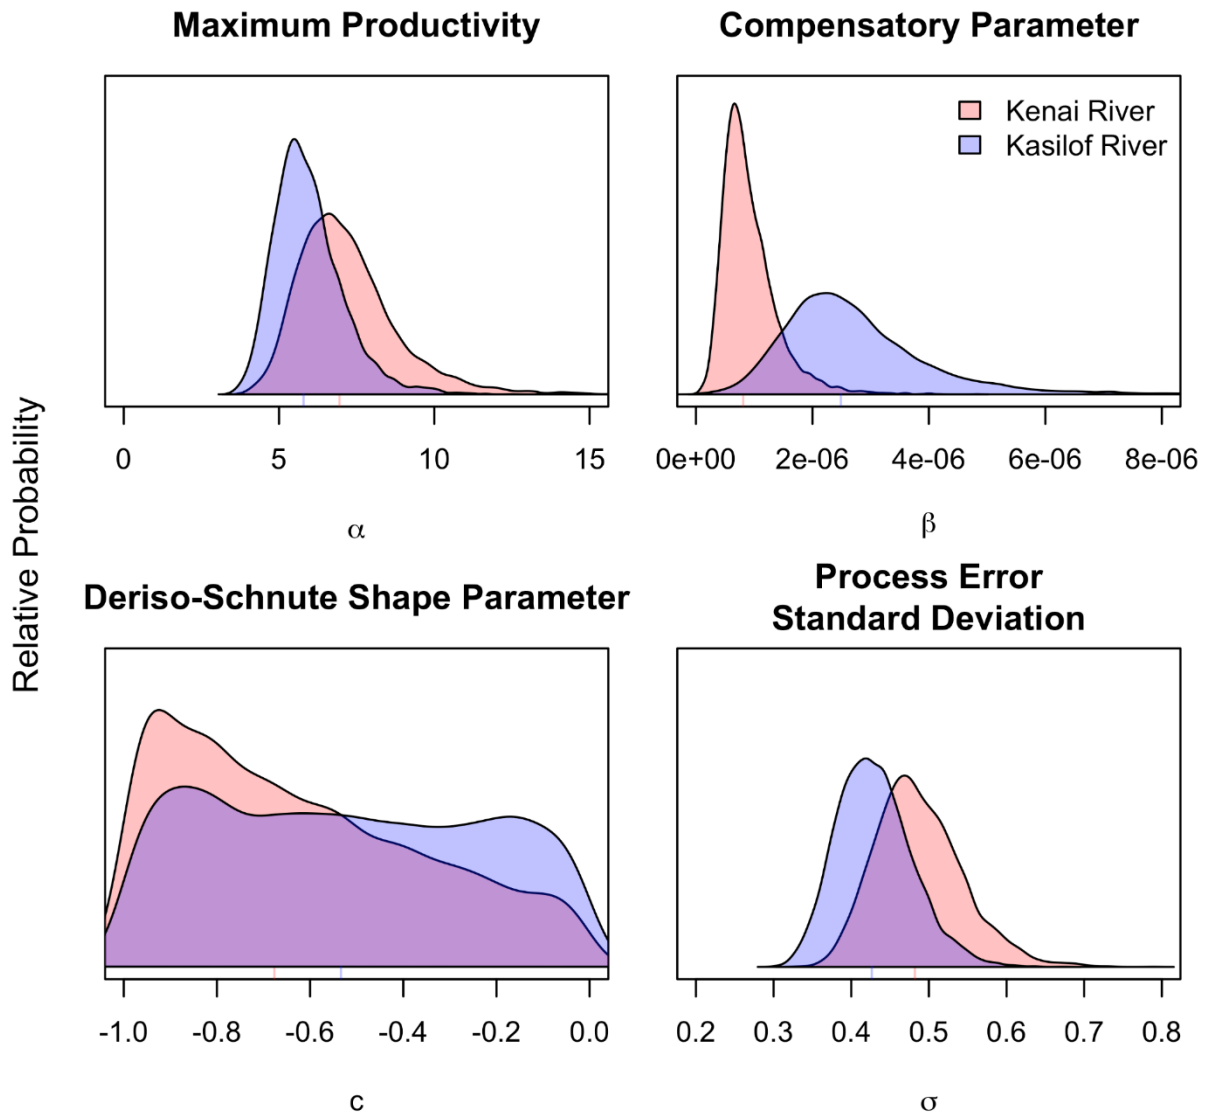 Maximum Productivity
Compensatory Parameter
Kenai River
Kasilof River
0 5 10 15
0e+00 2e-06 4e-06 6e-06 8e-06
α
β
Relative Probability
Deriso-Schnute Shape Parameter
Process Error
Standard Deviation
-1.0 -0.8 -0.6 -0.4 -0.2 0.0
0.2 0.3 0.4 0.5 0.6 0.7 0.8
c
σ